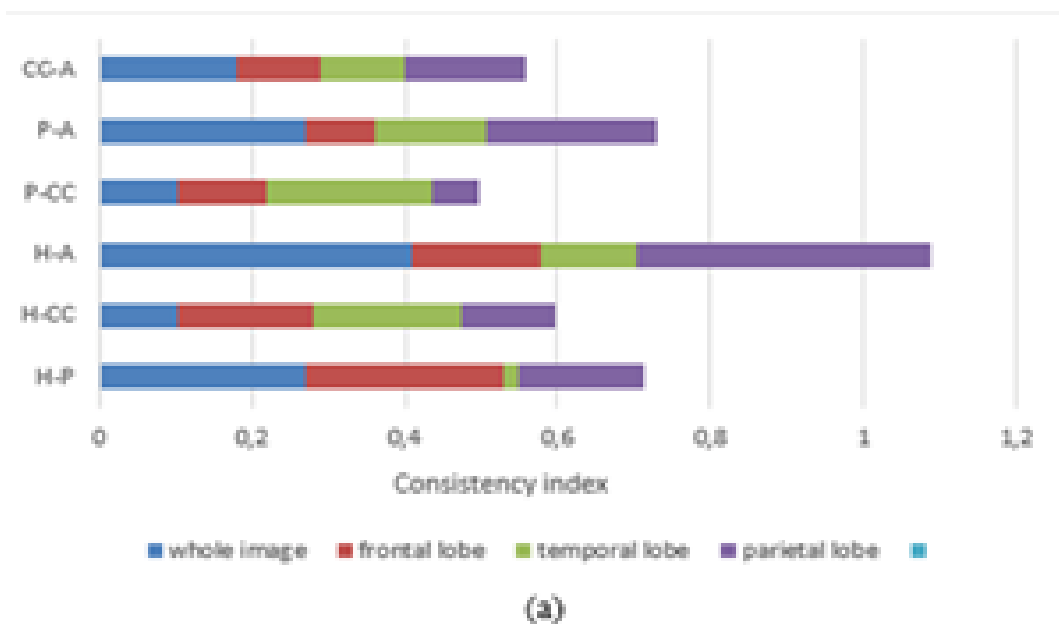 CC-A
P-A
P-CC
H-A
H-CC
H-P
0 0,2 0,4 0,6 0,8 1 1,2
Consistency index
whole image frontal lobe temporal lobe parietal lobe
(a)